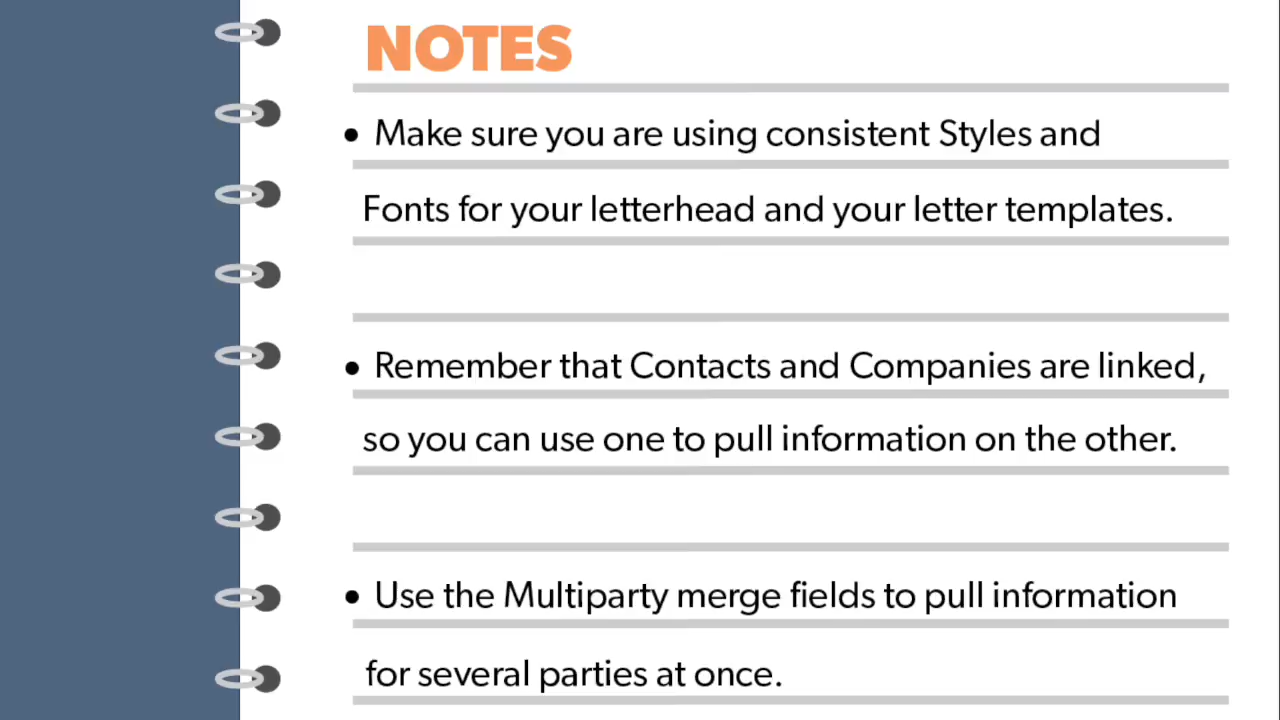 NOTES
• Make sure you are using consistent Styles and
Fonts for your letterhead and your letter templates.
• Remember that Contacts and Companies are linked,
so you can use one to pull information on the other.
• Use the Multiparty merge fields to pull information
for several parties at once.